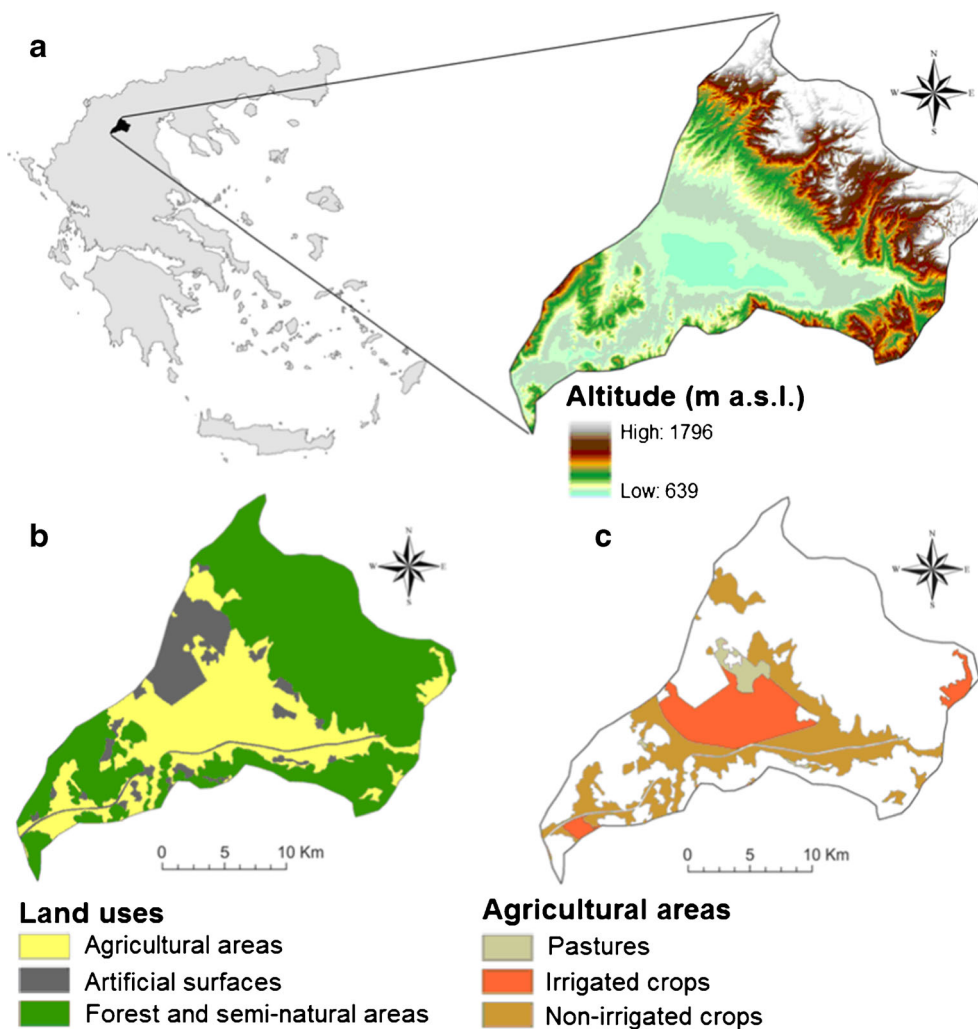 a
N
W E
S
Altitude (m a.s.l.)
High: 1796
Low: 639
b
N
W E
S
0 5 10 Km
Land uses
Agricultural areas
Artificial surfaces
Forest and semi-natural areas
c
N
W E
S
0 5 10 Km
Agricultural areas
Pastures
Irrigated crops
Non-irrigated crops